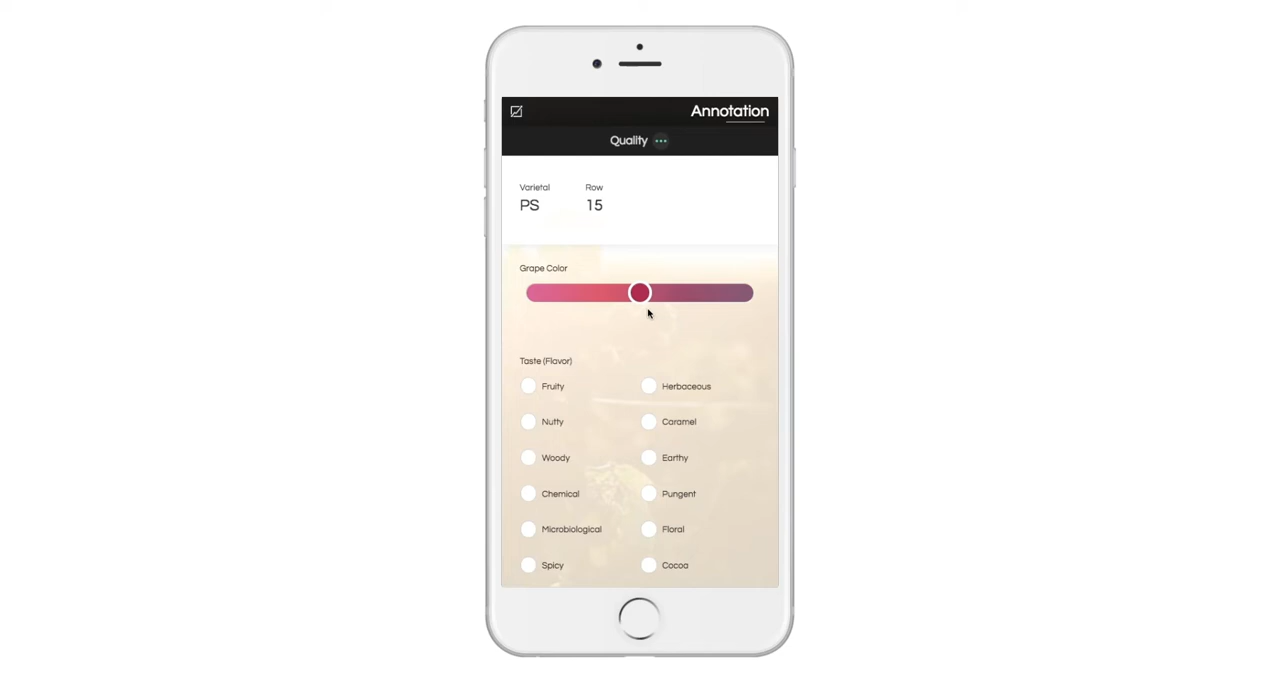 Annotation
Quality
Varietal Row
PS 15
Grape Color
Taste (Flavor)
Fruity Herbaceous
Nutty Caramel
Woody Earthy
Chemical Pungent
Microbiological Floral
Spicy Cocoa